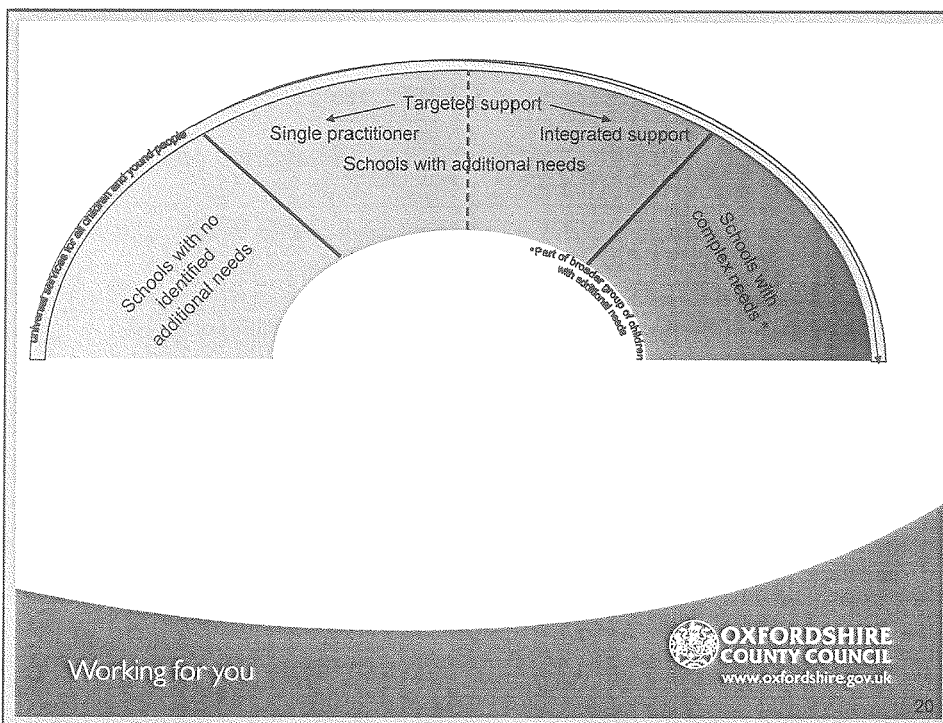 universal services for all children and young people
Targeted support
Single practitioner
Integrated support
Schools with additional needs
Schools with no
identified
additional needs
*Part of broader group of children
with additional needs
Schools with
complex needs *
Working for you
OXFORDSHIRE
COUNTY COUNCIL
www.oxfordshire.gov.uk
20